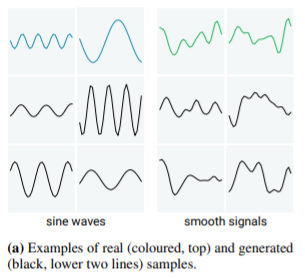 sine waves
smooth signals
(a) Examples of real (coloured, top) and generated
(black, lower two lines) samples.